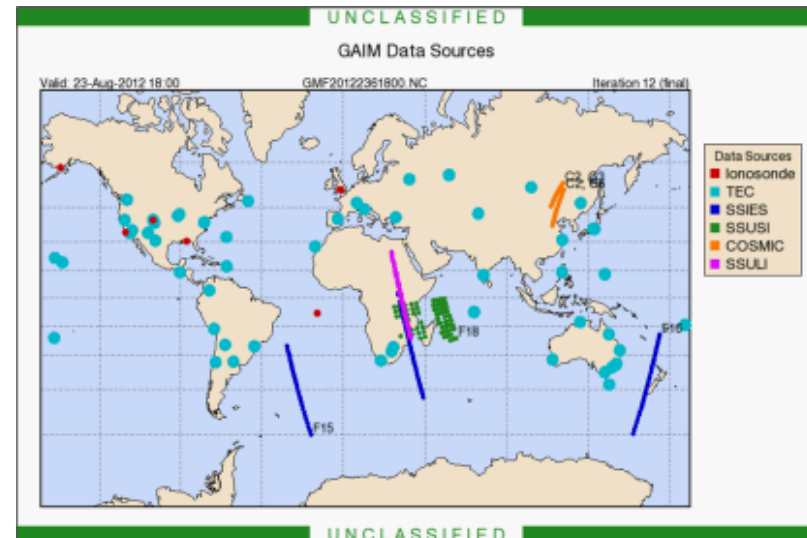 UNCLASSIFIED
GAIM Data Sources
Valid: 23-Aug-2012 18:00 GMF20122361800.NC Iteration 12 (final)
Data Sources
Ionosonde
TEC
SSIES
SSUSI
COSMIC
SSULI
F18
F16
F15
UNCLASSIFIED